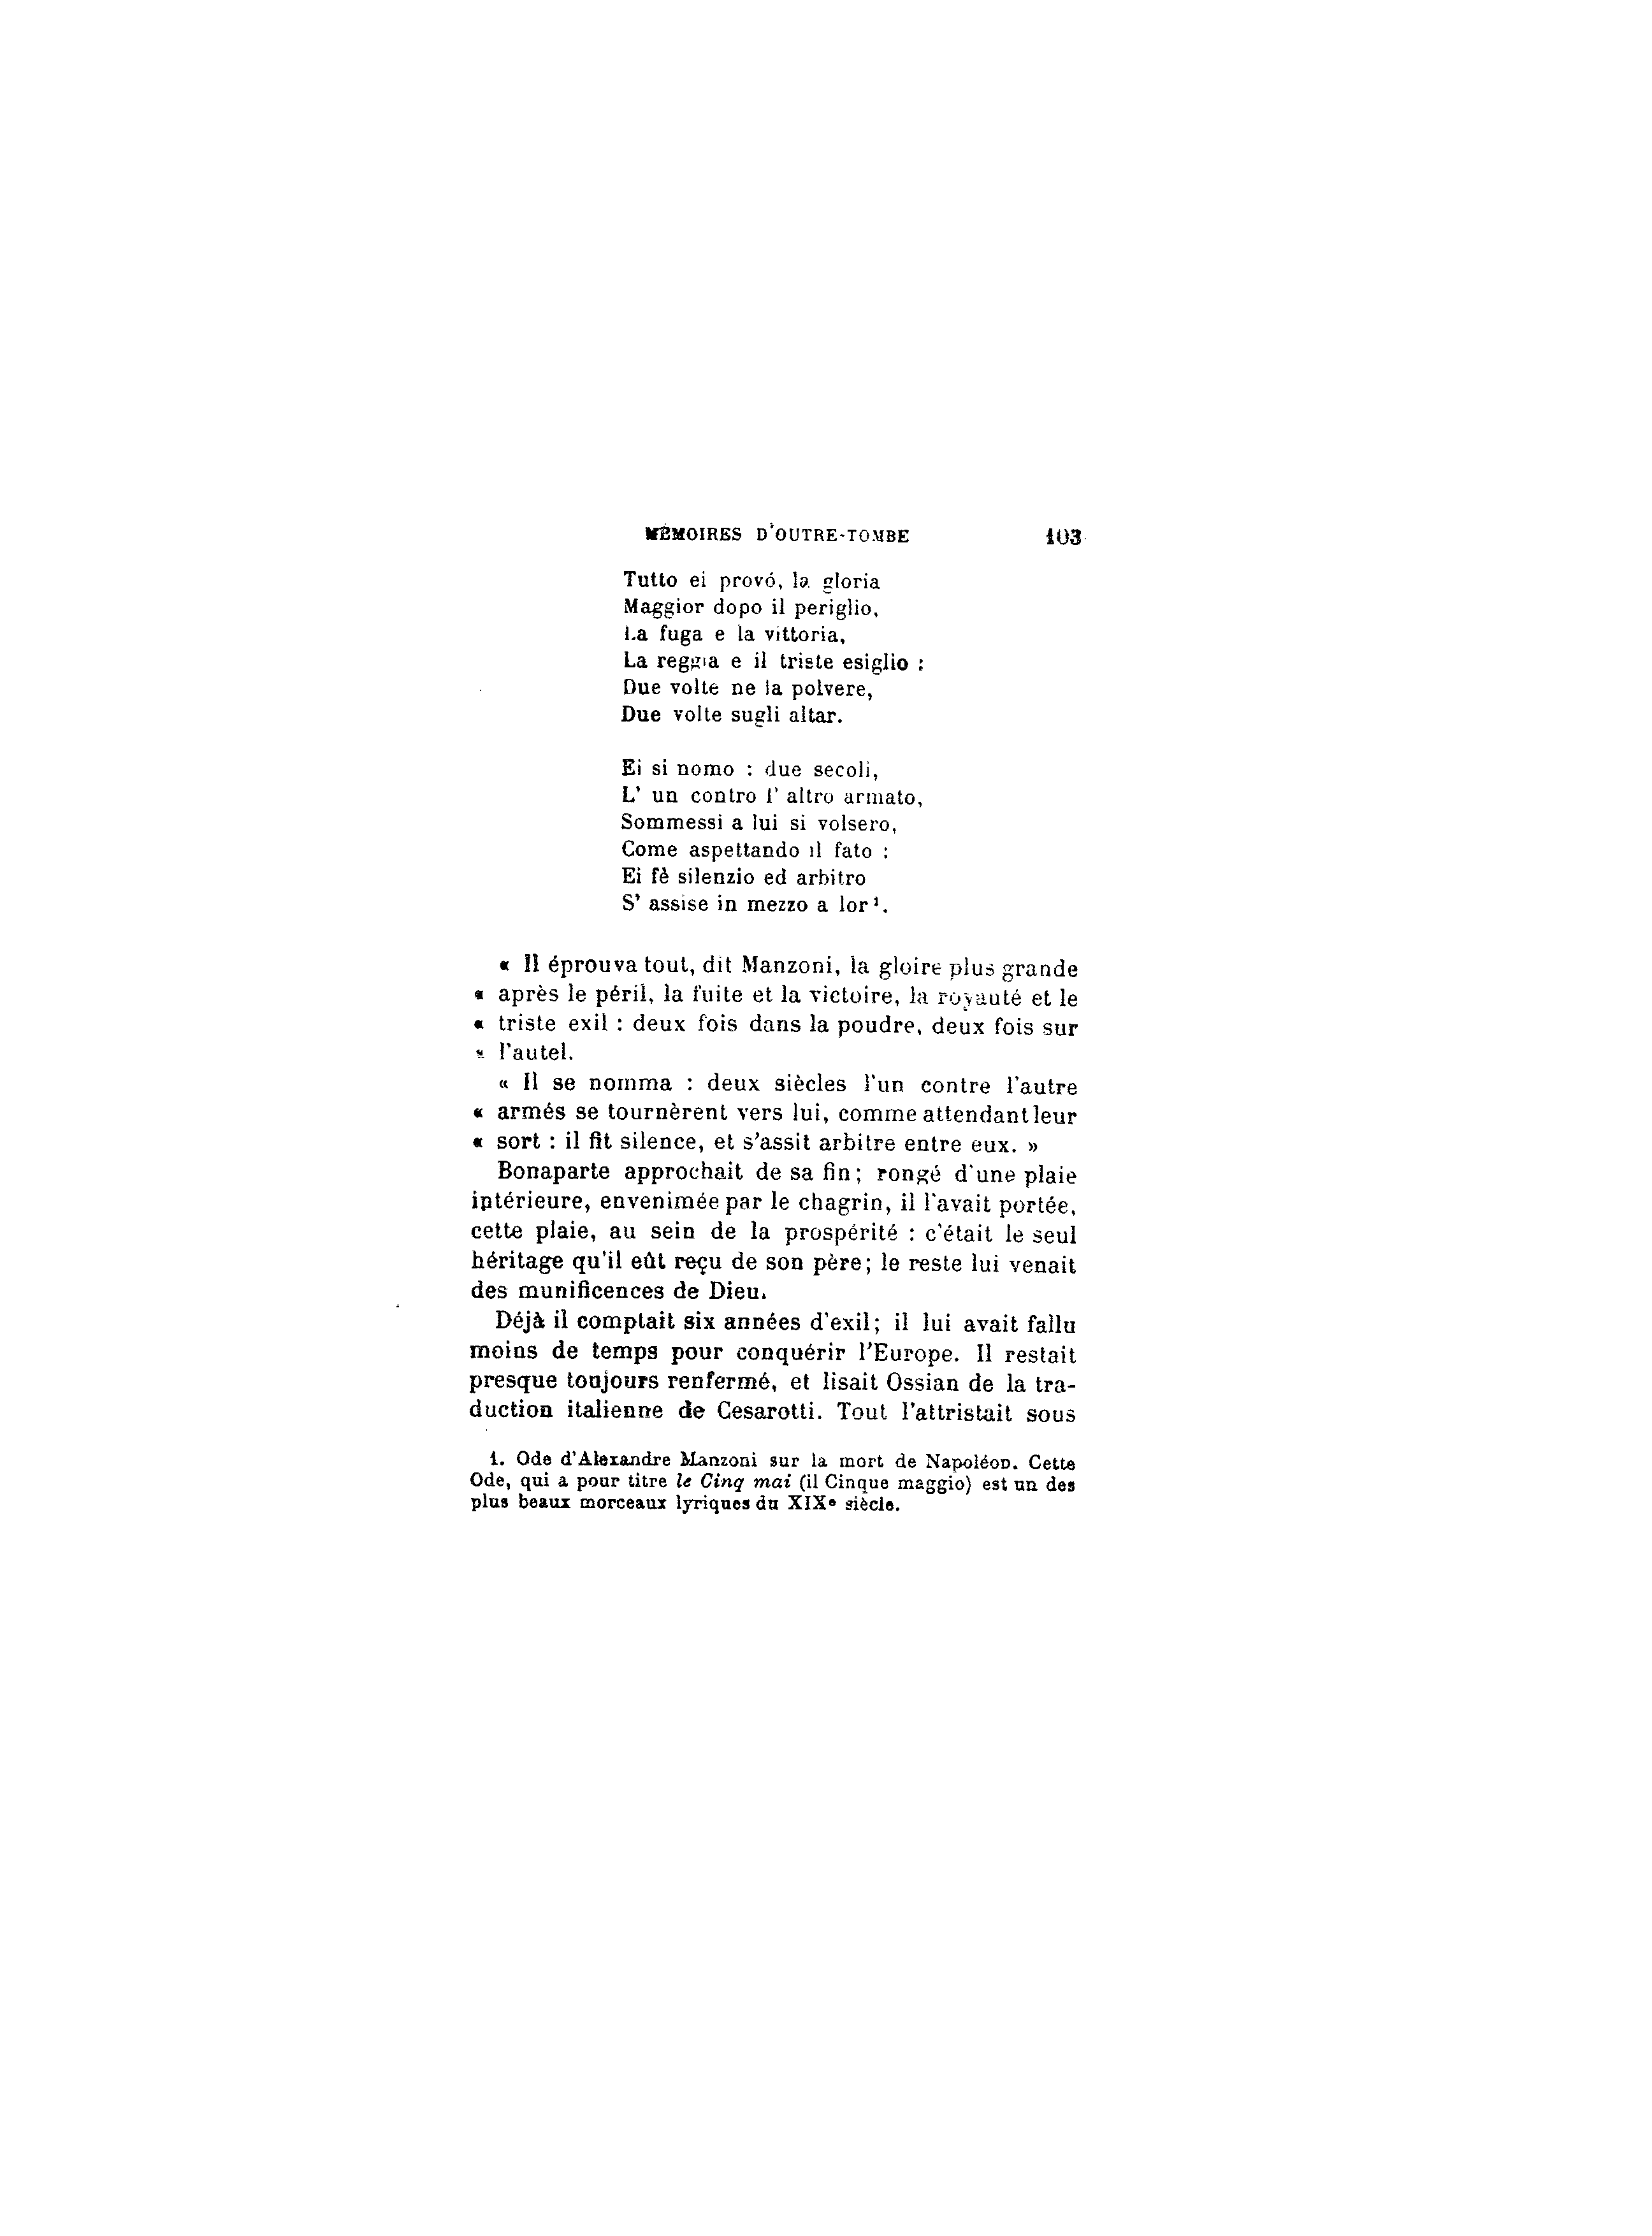 MÉMOIRES D'OUTRE-TOMBE 103
Tutto ei provó, la gloria
Maggior dopo il periglio,
La fuga e la vittoria,
La reggia e il triste esiglio :
Due volte ne la polvere,
Due volte sugli altar.
Ei si nomo : due secoli,
L' un contro l' altro armato,
Sommessi a lui si volsero,
Come aspettando il fato :
Ei fè silenzio ed arbitro
S' assise in mezzo a lor¹.
« Il éprouva tout, dit Manzoni, la gloire plus grande
« après le péril, la fuite et la victoire, la royauté et le
« triste exil : deux fois dans la poudre, deux fois sur
« l'autel.
« Il se nomma : deux siècles l'un contre l'autre
« armés se tournèrent vers lui, comme attendant leur
« sort : il fit silence, et s'assit arbitre entre eux. »
Bonaparte approchait de sa fin; rongé d'une plaie
intérieure, envenimée par le chagrin, il l'avait portée,
cette plaie, au sein de la prospérité : c'était le seul
héritage qu'il eût reçu de son père; le reste lui venait
des munificences de Dieu.
Déjà il comptait six années d'exil; il lui avait fallu
moins de temps pour conquérir l'Europe. Il restait
presque toujours renfermé, et lisait Ossian de la tra-
duction italienne de Cesarotti. Tout l'attristait sous
1. Ode d'Alexandre Manzoni sur la mort de Napoléon. Cette
Ode, qui a pour titre le Cinq mai (il Cinque maggio) est un des
plus beaux morceaux lyriques du XIXe siècle.